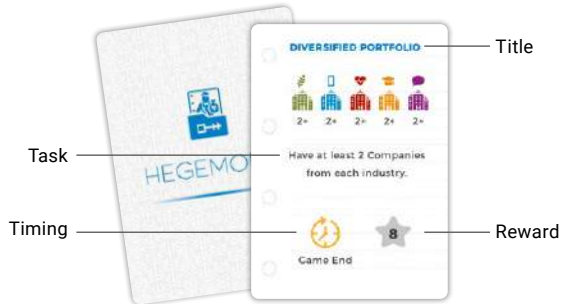 DIVERSIFIED PORTFOLIO
Title
2+ 2+ 2+ 2+ 2+
Task
Have at least 2 Companies
from each industry.
HEGEMO
Timing
8
Reward
Game End